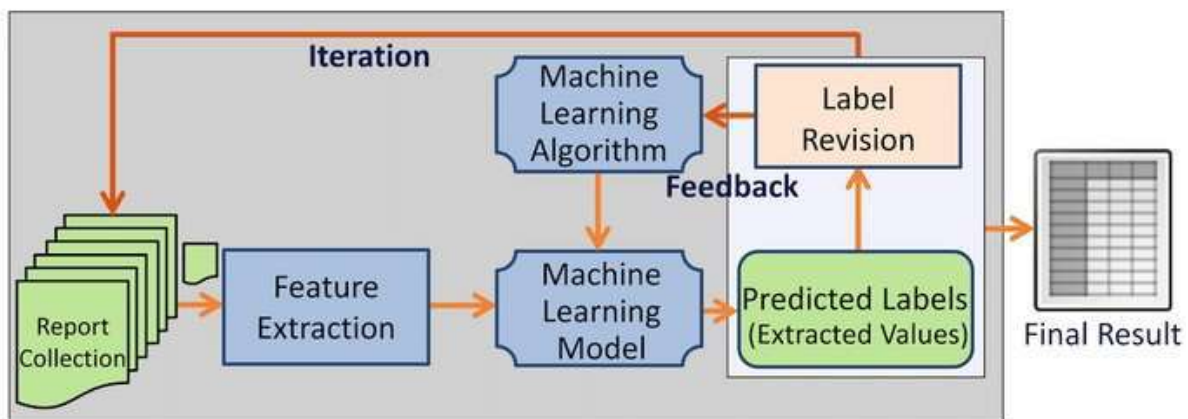 Iteration
Machine
Learning
Algorithm
Label
Revision
Feedback
Report
Collection
Feature
Extraction
Machine
Learning
Model
Predicted Labels
(Extracted Values)
Final Result